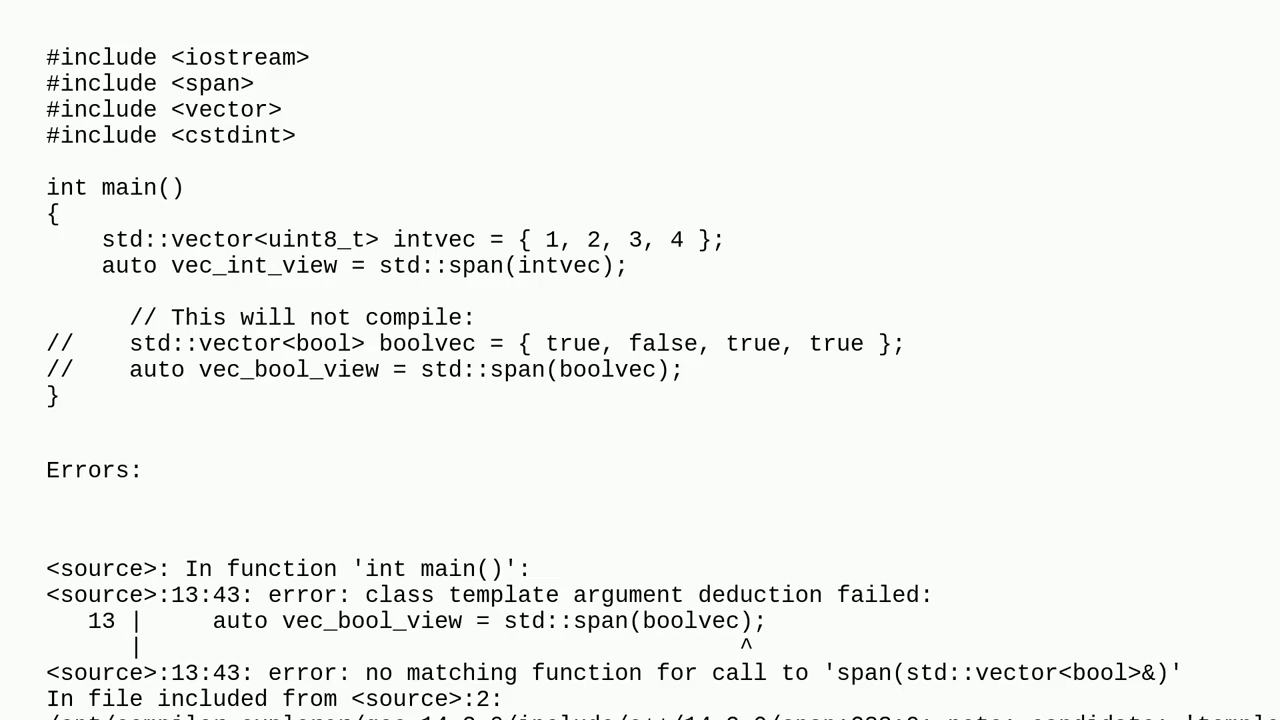 #include <iostream>
#include <span>
#include <vector>
#include <cstdint>
int main()
{
    std::vector<uint8_t> intvec = { 1, 2, 3, 4 };
    auto vec_int_view = std::span(intvec);
      // This will not compile:
//    std::vector<bool> boolvec = { true, false, true, true };
//    auto vec_bool_view = std::span(boolvec);
}
Errors:
<source>: In function 'int main()':
<source>:13:43: error: class template argument deduction failed:
   13 |     auto vec_bool_view = std::span(boolvec);
      |                                           ^
<source>:13:43: error: no matching function for call to 'span(std::vector<bool>&)'
In file included from <source>:2: